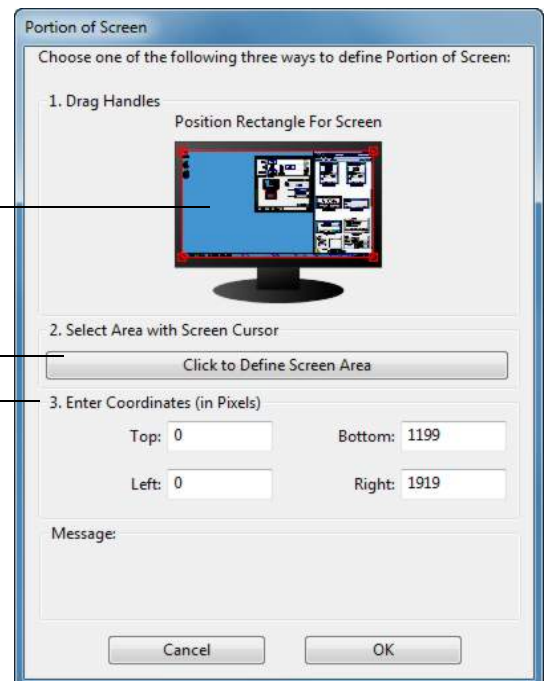 Portion of Screen
Choose one of the following three ways to define Portion of Screen:
1. Drag Handles
Position Rectangle For Screen
2. Select Area with Screen Cursor
Click to Define Screen Area
3. Enter Coordinates (in Pixels)
Top: 0 Bottom: 1199
Left: 0 Right: 1919
Message:
Cancel OK